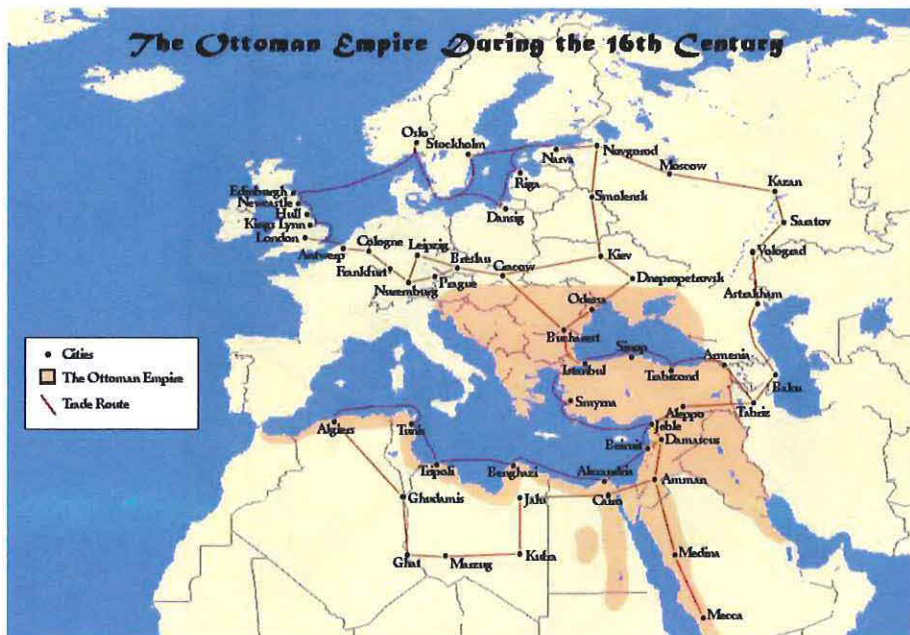 The Ottoman Empire During the 16th Century
Oslo
Stockholm
Narva
Novgorod
Moscow
Kazan
Riga
Edinburgh
Newcastle
Hull
Kings Lynn
London
Smolensk
Saratov
Danzig
Antwerp
Cologne
Leipzig
Breslau
Cracow
Kiev
Vologograd
Frankfurt
Nuremburg
Prague
Dnepropetrovsk
Astrakham
Odessa
Bucharest
Cities
The Ottoman Empire
Trade Route
Istanbul
Sinop
Trabizond
Armenia
Baku
Smyrna
Aleppo
Tabriz
Algiers
Tunis
Jeble
Beirut
Damascus
Tripoli
Benghazi
Alexandria
Amman
Ghudamis
Jalu
Cairo
Ghat
Marzug
Kufra
Medina
Mecca